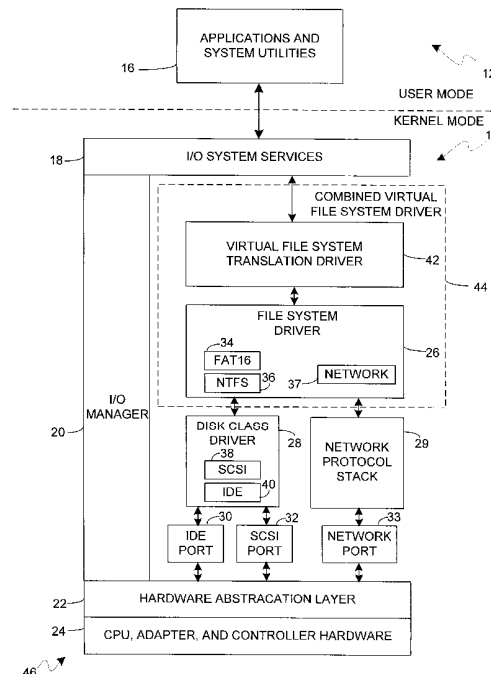 APPLICATIONS AND
SYSTEM UTILITIES
16
12
USER MODE
KERNEL MODE
1
18
I/O SYSTEM SERVICES
COMBINED VIRTUAL
FILE SYSTEM DRIVER
VIRTUAL FILE SYSTEM
TRANSLATION DRIVER
42
44
FILE SYSTEM
DRIVER
34
FAT16
36
NTFS
37
NETWORK
26
I/O
MANAGER
20
DISK CLASS
DRIVER
28
38
SCSI
40
IDE
NETWORK
PROTOCOL
STACK
29
30
IDE
PORT
32
SCSI
PORT
33
NETWORK
PORT
22
HARDWARE ABSTRACATION LAYER
24
CPU, ADAPTER, AND CONTROLLER HARDWARE
46